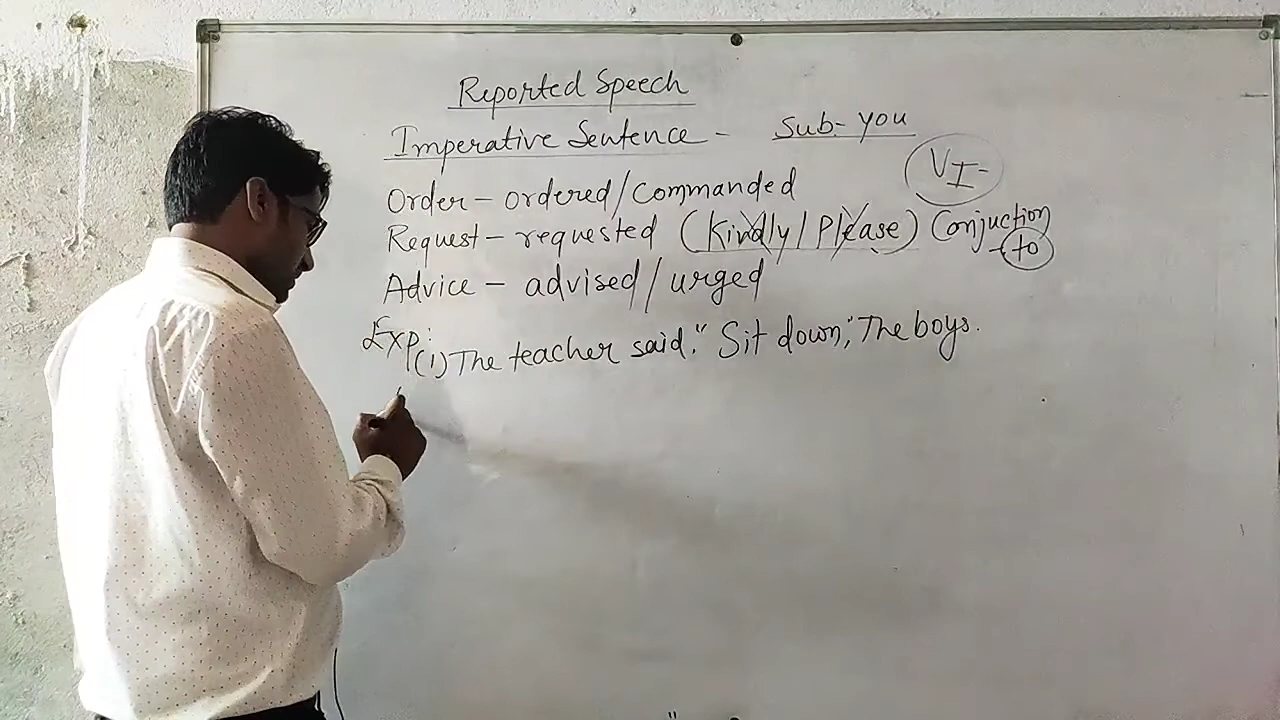 Reported Speech
Imperative Sentence - Sub- you
VI-
Order - ordered/commanded
Request - requested (Kindly/Please) Conjuction
- to
Advice - advised/urged
Exp
(i) The teacher said." Sit down," The boys.